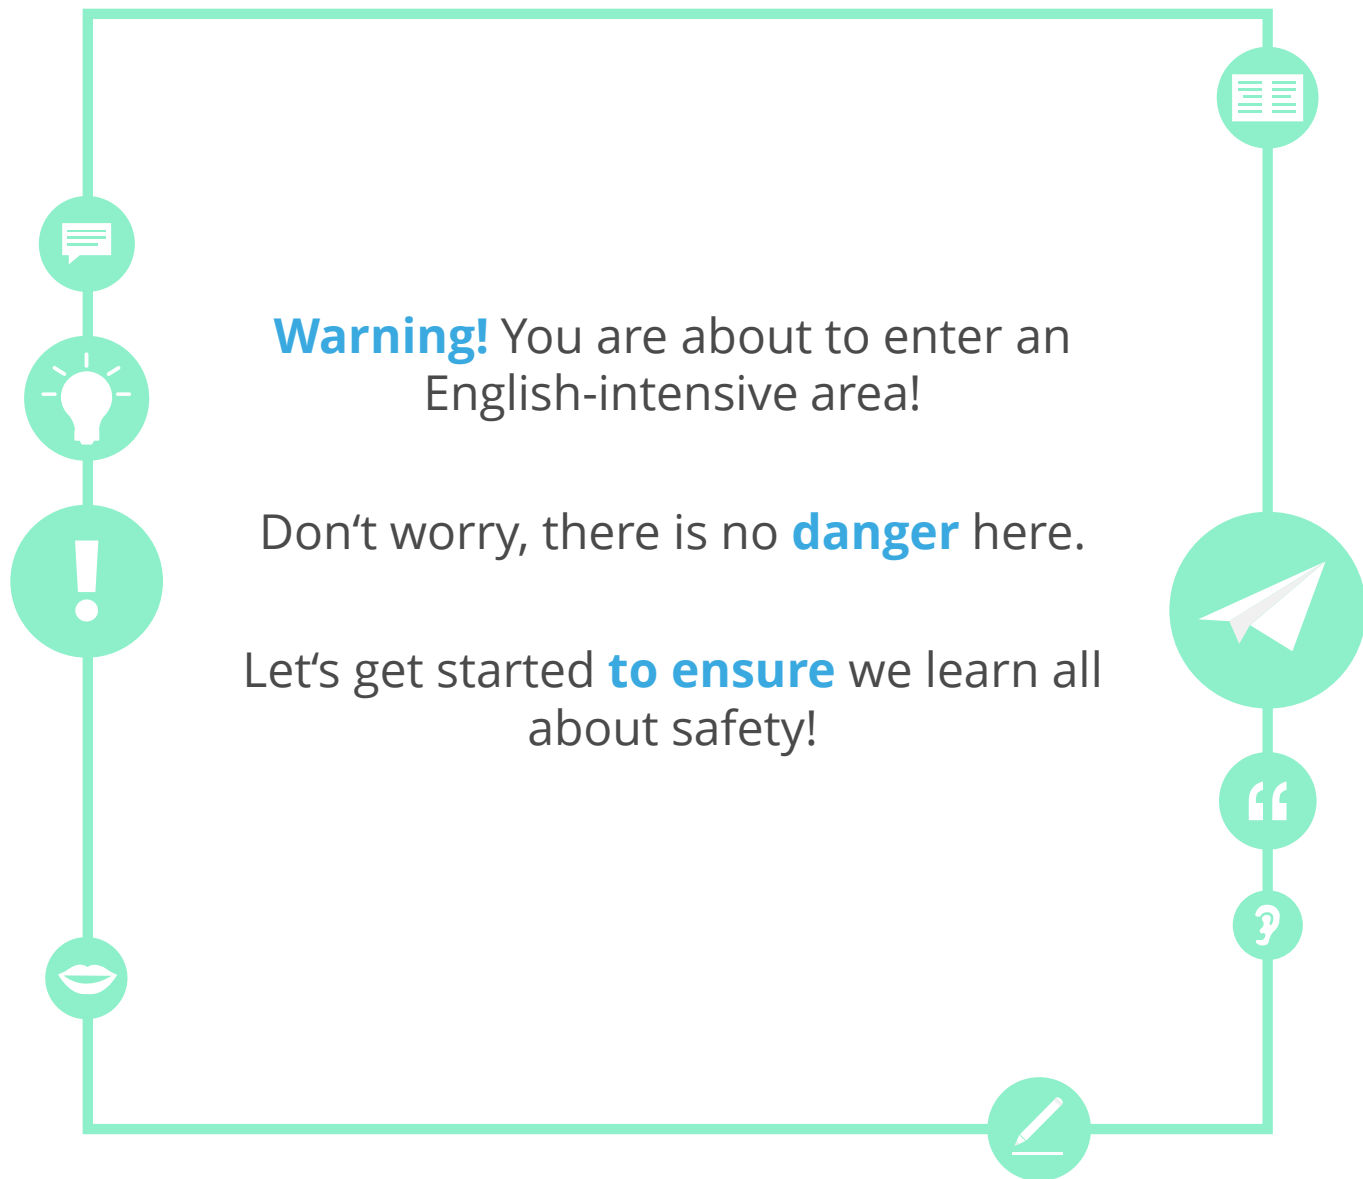 Warning! You are about to enter an
English-intensive area!
Don‘t worry, there is no danger here.
Let‘s get started to ensure we learn all
about safety!